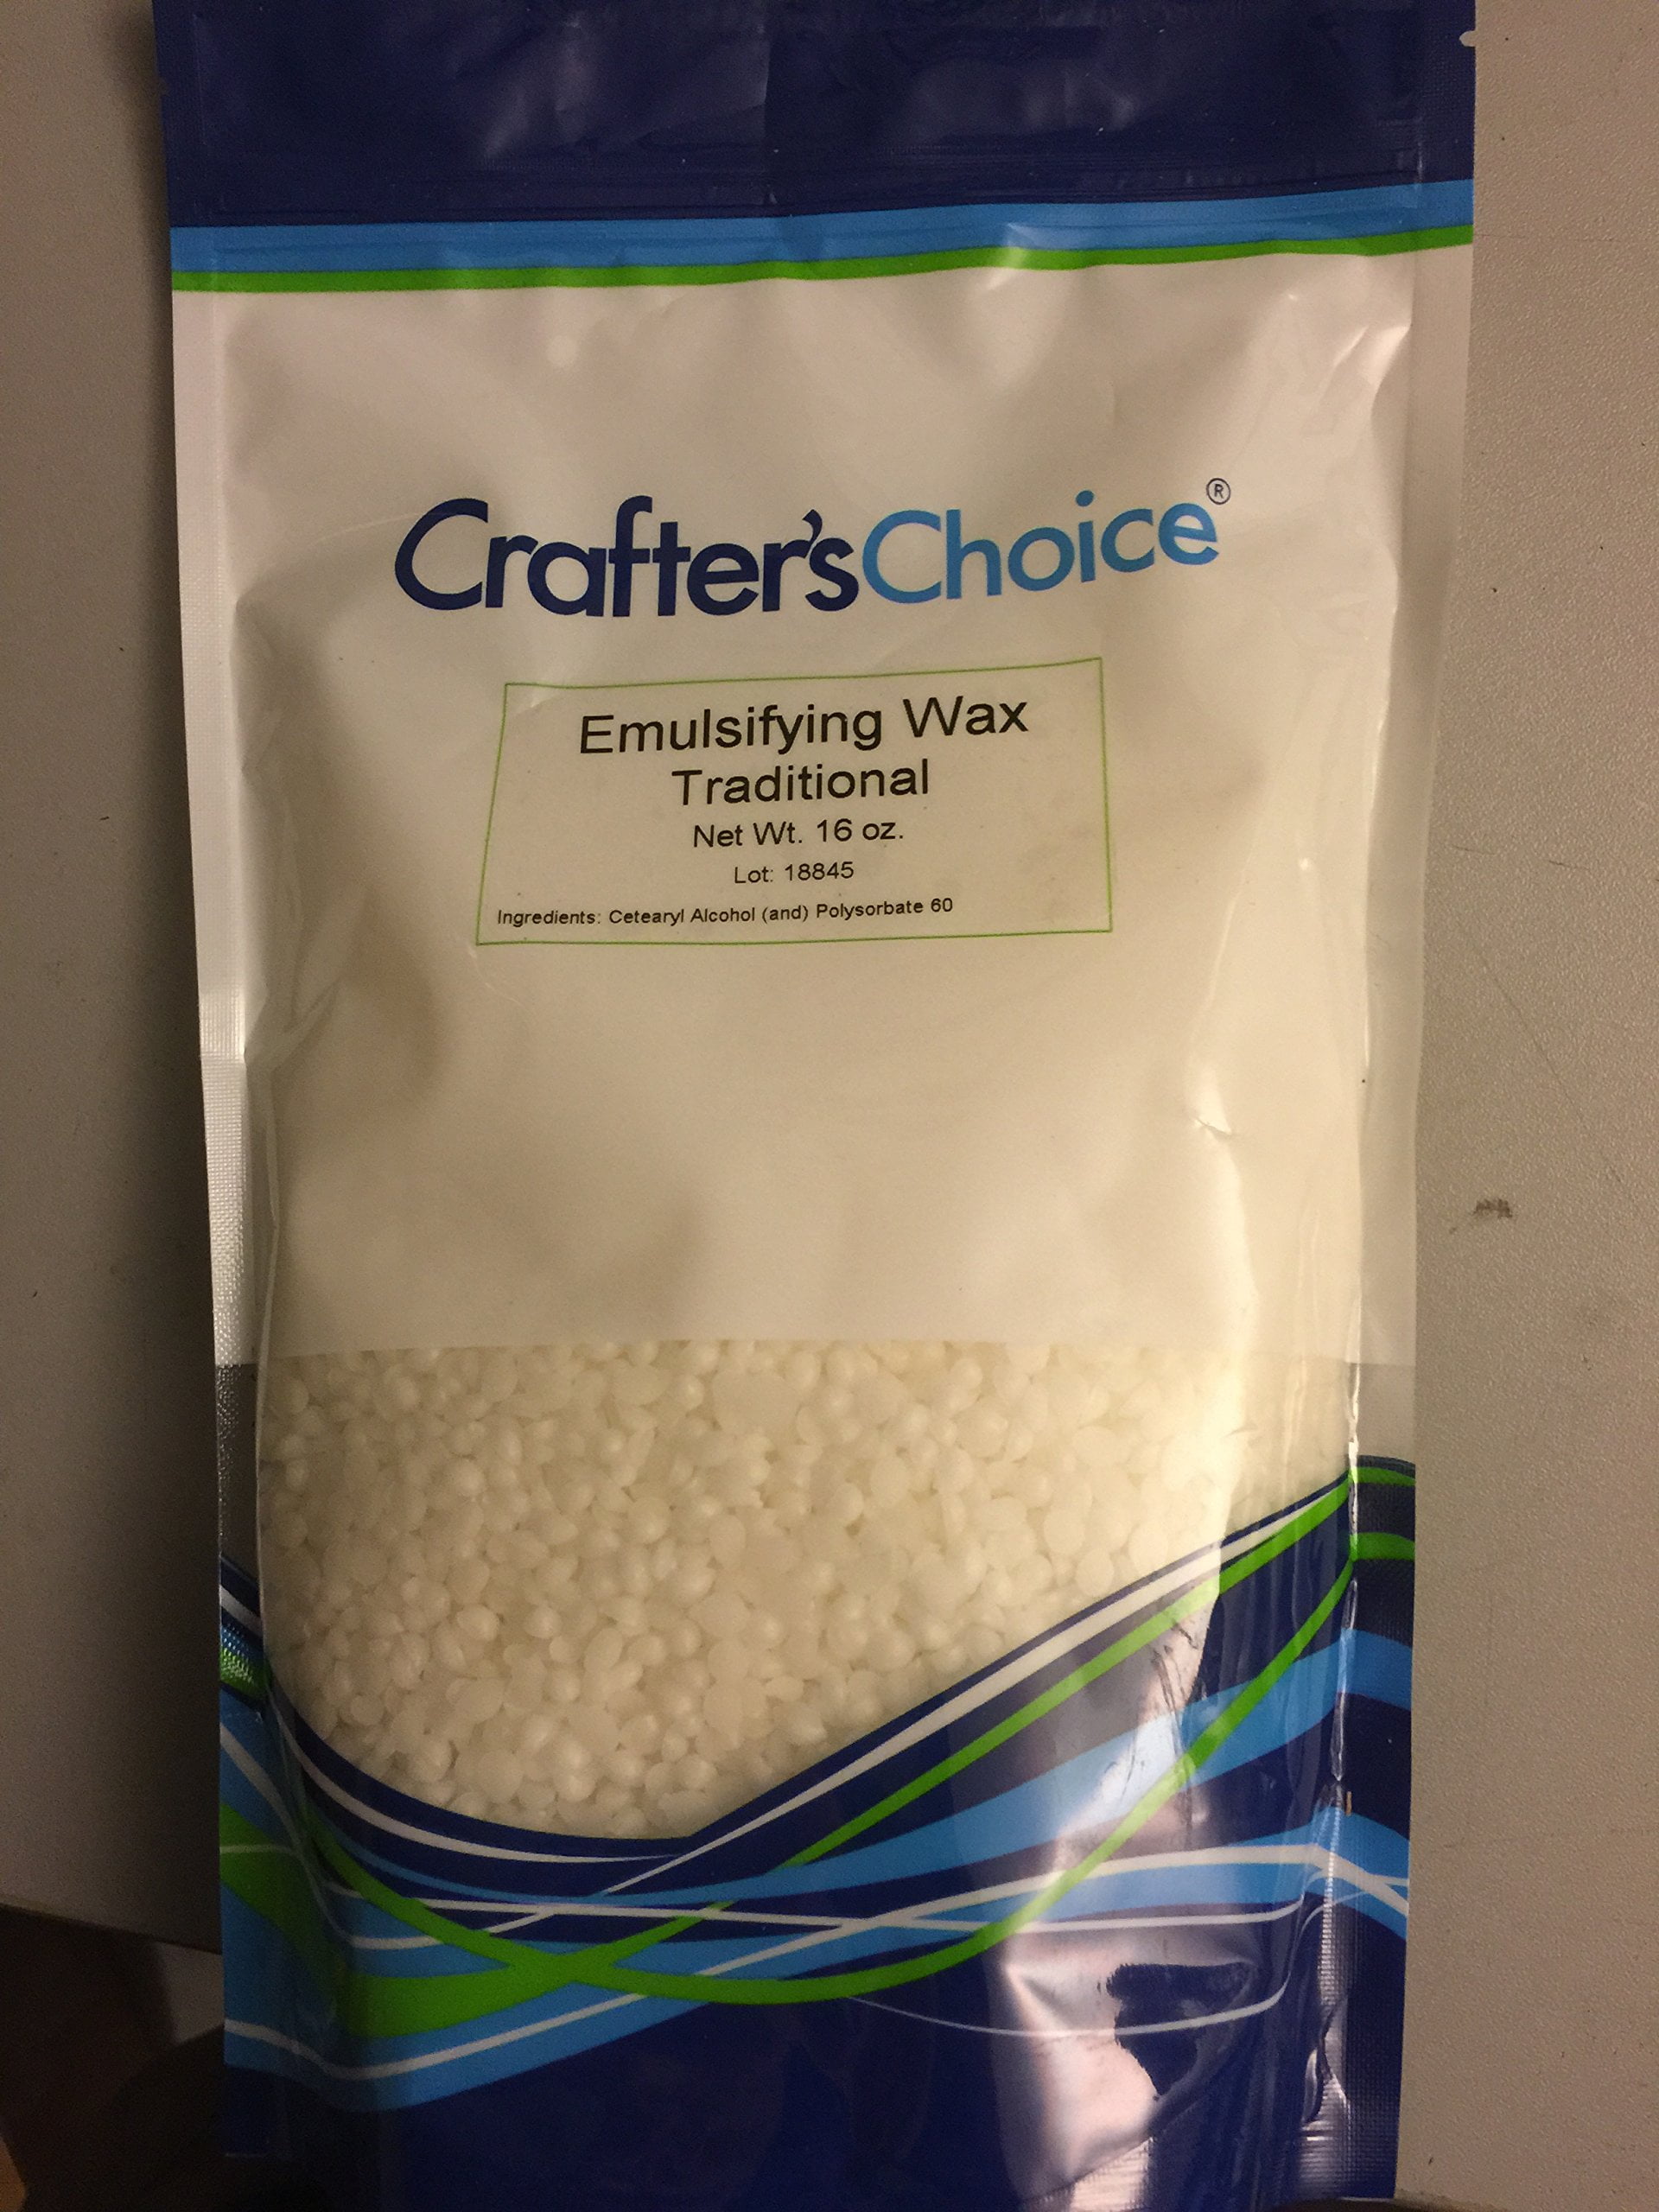 Crafter'sChoice®
Emulsifying Wax
Traditional
Net Wt. 16 oz.
Lot: 18845
Ingredients: Cetearyl Alcohol (and) Polysorbate 60